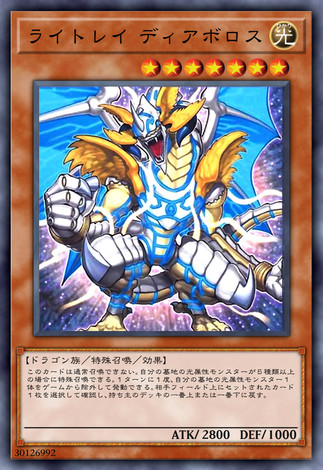 ライトレイ ディアボロス
光
【ドラゴン族／特殊召喚／効果】
このカードは通常召喚できない。自分の墓地の光属性モンスターが５種類以上
の場合に特殊召喚できる。１ターンに１度、自分の墓地の光属性モンスター１
体をゲームから除外して発動できる。相手フィールド上にセットされたカード
１枚を選択して確認し、持ち主のデッキの一番上または一番下に戻す。
ATK/ 2800 DEF/1000
30126992